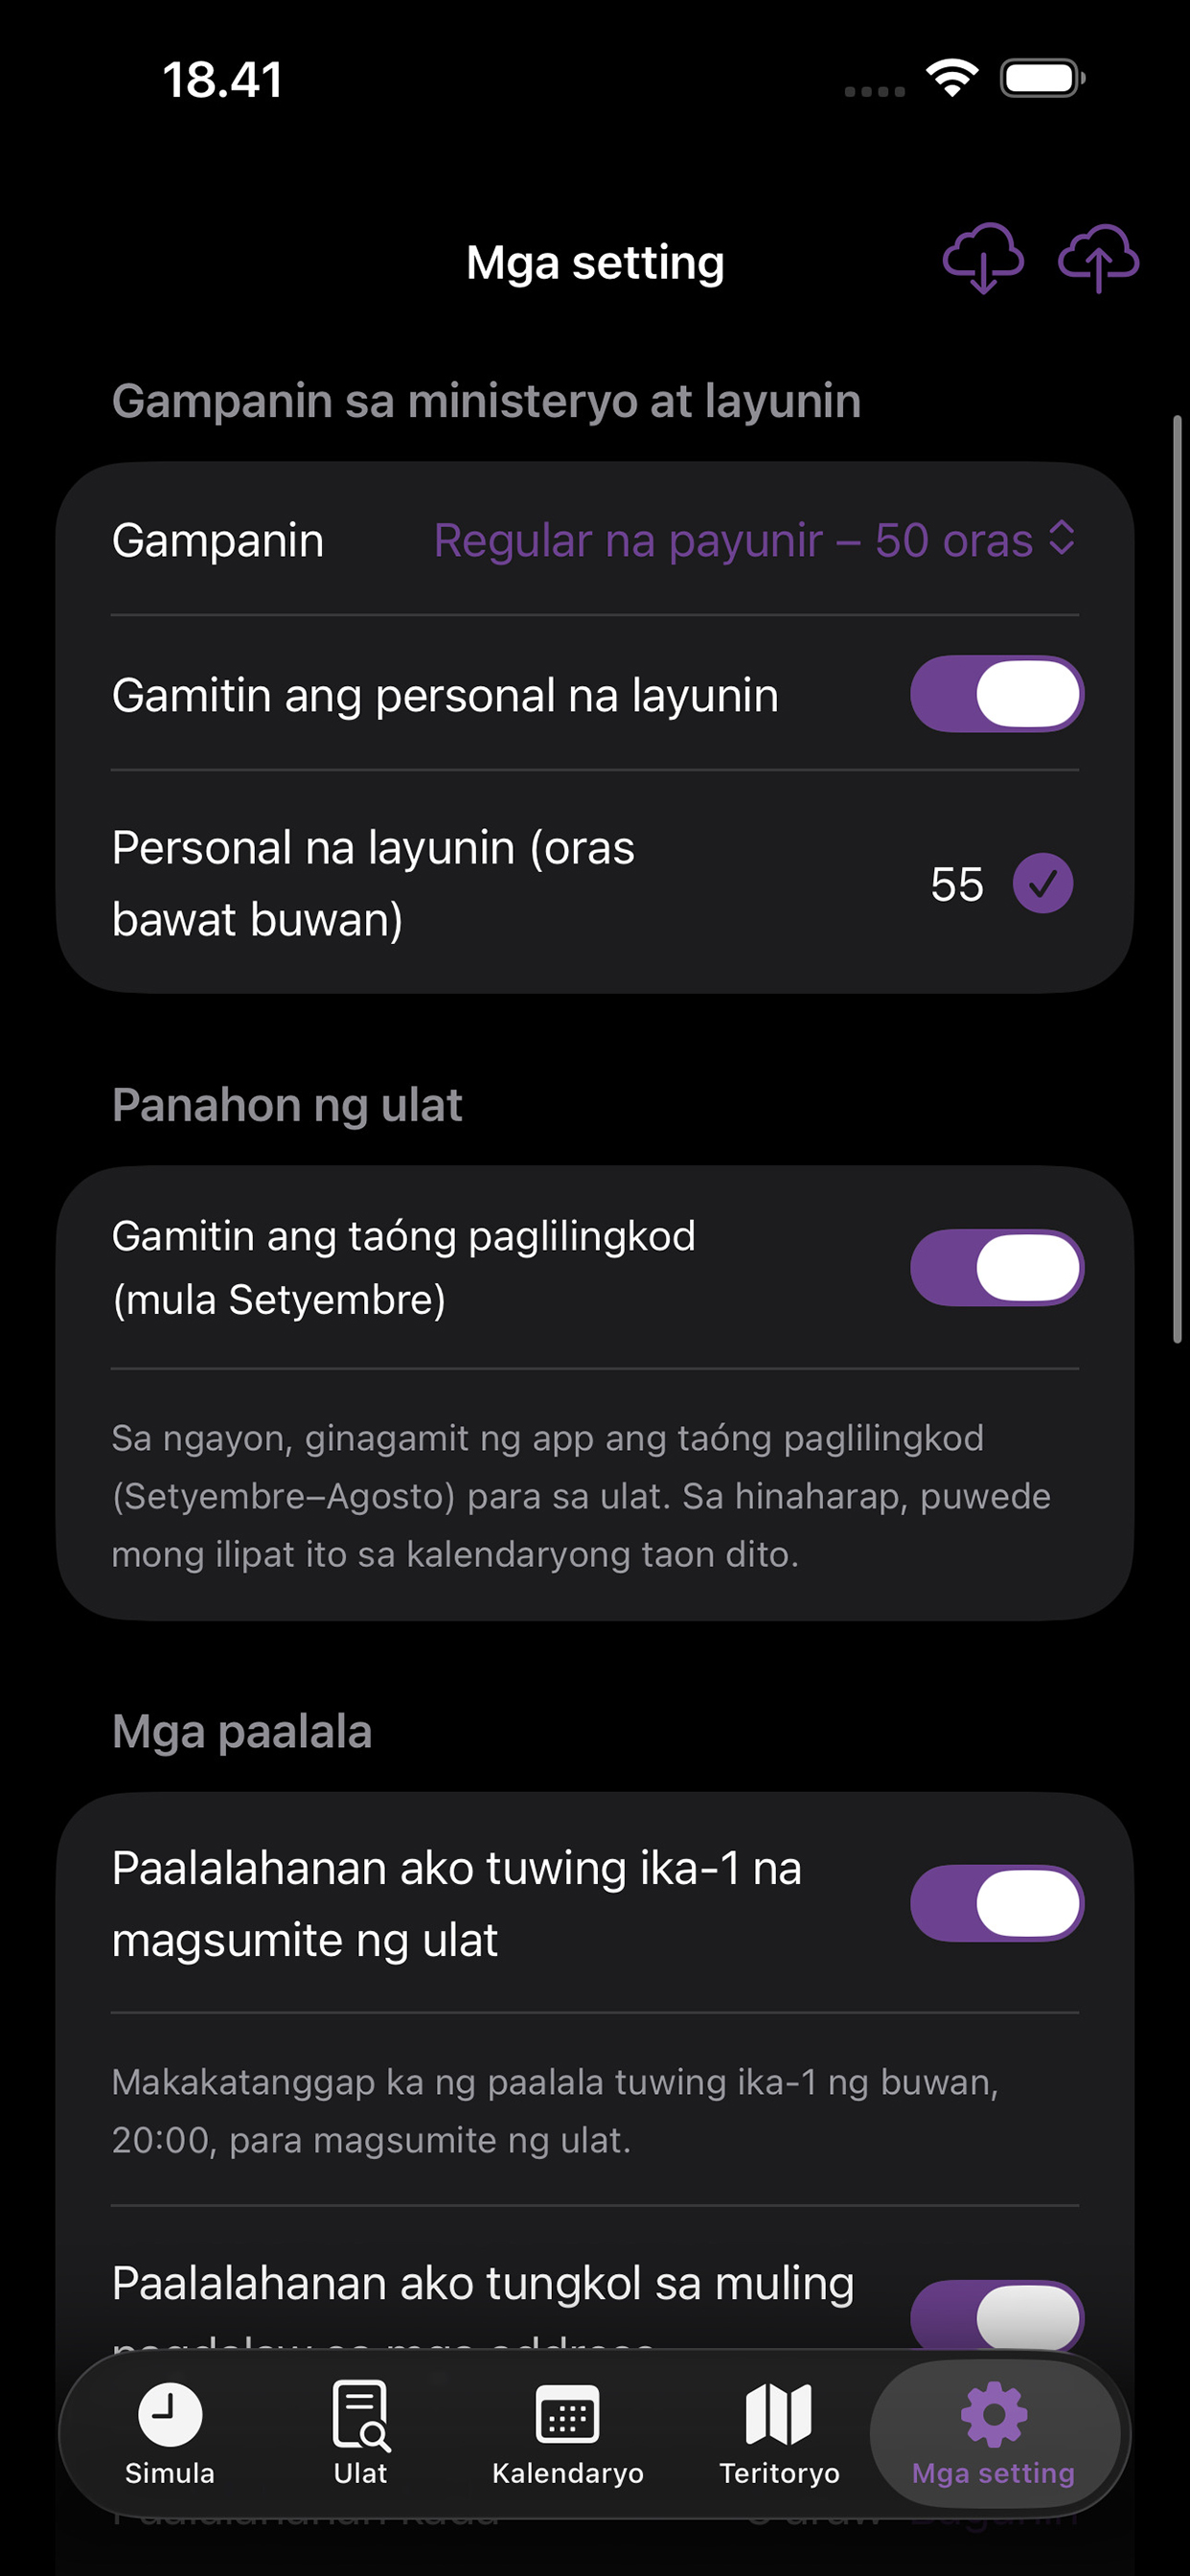 18.41
Mga setting
Gampanin sa ministeryo at layunin
Gampanin
Regular na payunir – 50 oras
Gamitin ang personal na layunin
Personal na layunin (oras
bawat buwan)
55
Panahon ng ulat
Gamitin ang taóng paglilingkod
(mula Setyembre)
Sa ngayon, ginagamit ng app ang taóng paglilingkod
(Setyembre–Agosto) para sa ulat. Sa hinaharap, puwede
mong ilipat ito sa kalendaryong taon dito.
Mga paalala
Paalalahanan ako tuwing ika-1 na
magsumite ng ulat
Makakatanggap ka ng paalala tuwing ika-1 ng buwan,
20:00, para magsumite ng ulat.
Paalalahanan ako tungkol sa muling
Simula
Ulat
Kalendaryo
Teritoryo
Mga setting